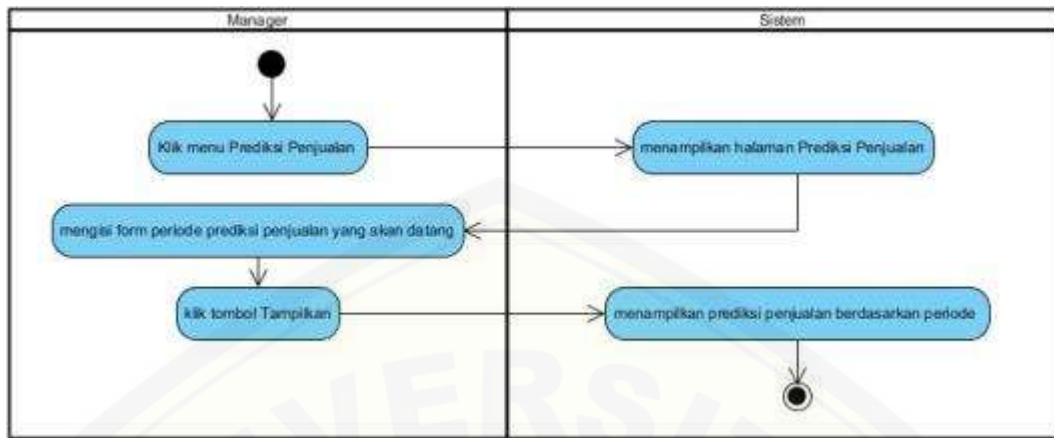 Manager
Sistem
Klik menu Prediksi Penjualan
menampilkan halaman Prediksi Penjualan
mengisi form periode prediksi penjualan yang akan datang
klik tombol Tampilkan
menampilkan prediksi penjualan berdasarkan periode
VERSI